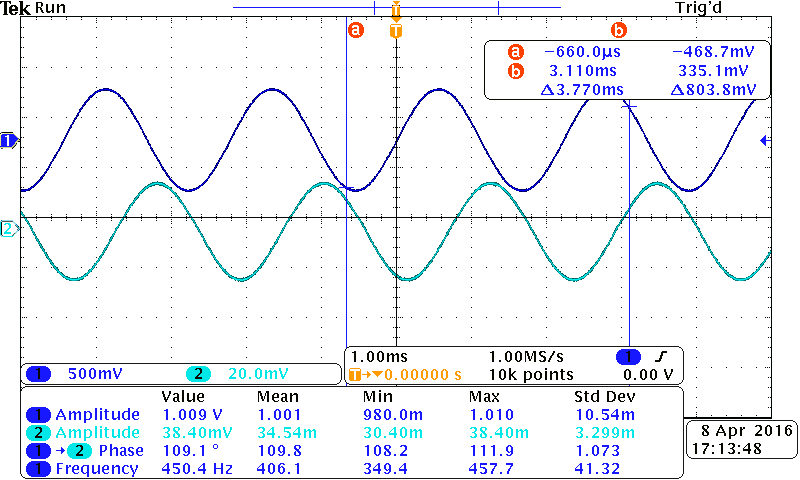 Tek Run Trig'd
T
a b
T
a −660.0µs −468.7mV
b 3.110ms 335.1mV
Δ3.770ms Δ803.8mV
1
2
1 500mV 2 20.0mV
1.00ms 1.00MS/s 1
T→▼0.00000 s 10k points 0.00 V
Value Mean Min Max Std Dev
1 Amplitude 1.009 V 1.001 980.0m 1.010 10.54m
2 Amplitude 38.40mV 34.54m 30.40m 38.40m 3.299m
1 → 2 Phase 109.1 ° 109.8 108.2 111.9 1.073
1 Frequency 450.4 Hz 406.1 349.4 457.7 41.32
8 Apr 2016
17:13:48